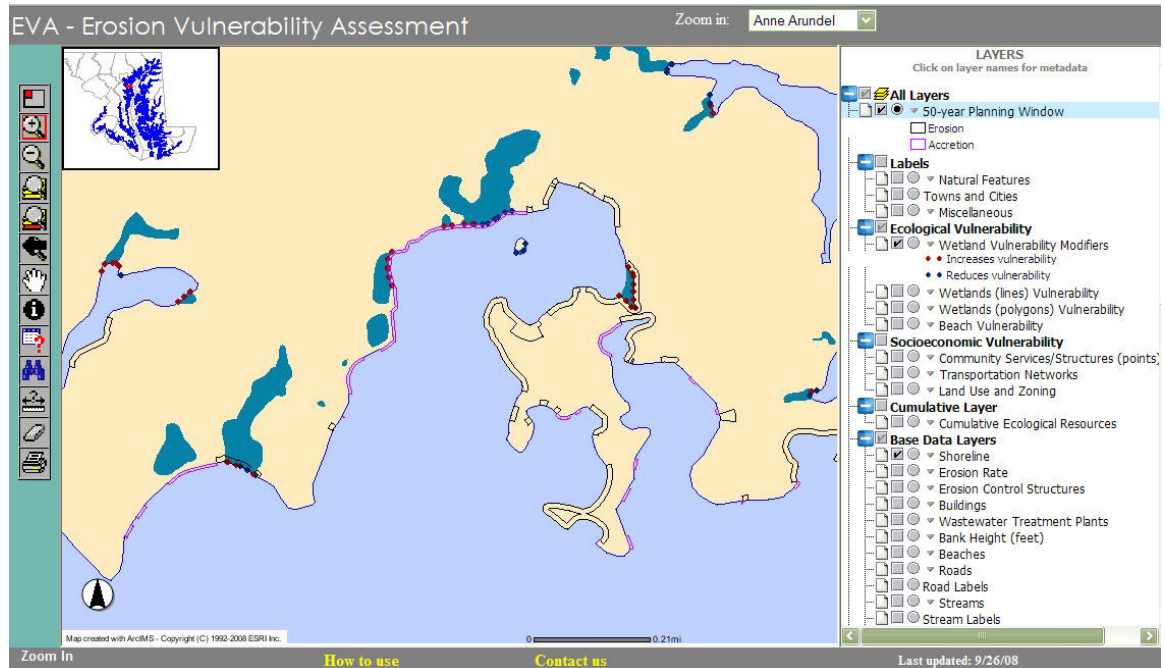 EVA - Erosion Vulnerability Assessment
Zoom in:
Anne Arundel
LAYERS
Click on layer names for metadata
All Layers
50-year Planning Window
Erosion
Accretion
Labels
Natural Features
Towns and Cities
Miscellaneous
Ecological Vulnerability
Wetland Vulnerability Modifiers
Increases vulnerability
Reduces vulnerability
Wetlands (lines) Vulnerability
Wetlands (polygons) Vulnerability
Beach Vulnerability
Socioeconomic Vulnerability
Community Services/Structures (points)
Transportation Networks
Land Use and Zoning
Cumulative Layer
Cumulative Ecological Resources
Base Data Layers
Shoreline
Erosion Rate
Erosion Control Structures
Buildings
Wastewater Treatment Plants
Bank Height (feet)
Beaches
Roads
Road Labels
Streams
Stream Labels
Map created with ArcIMS - Copyright (C) 1992-2008 ESRI Inc.
0 0.21mi
Zoom In
How to use
Contact us
Last updated: 9/26/08